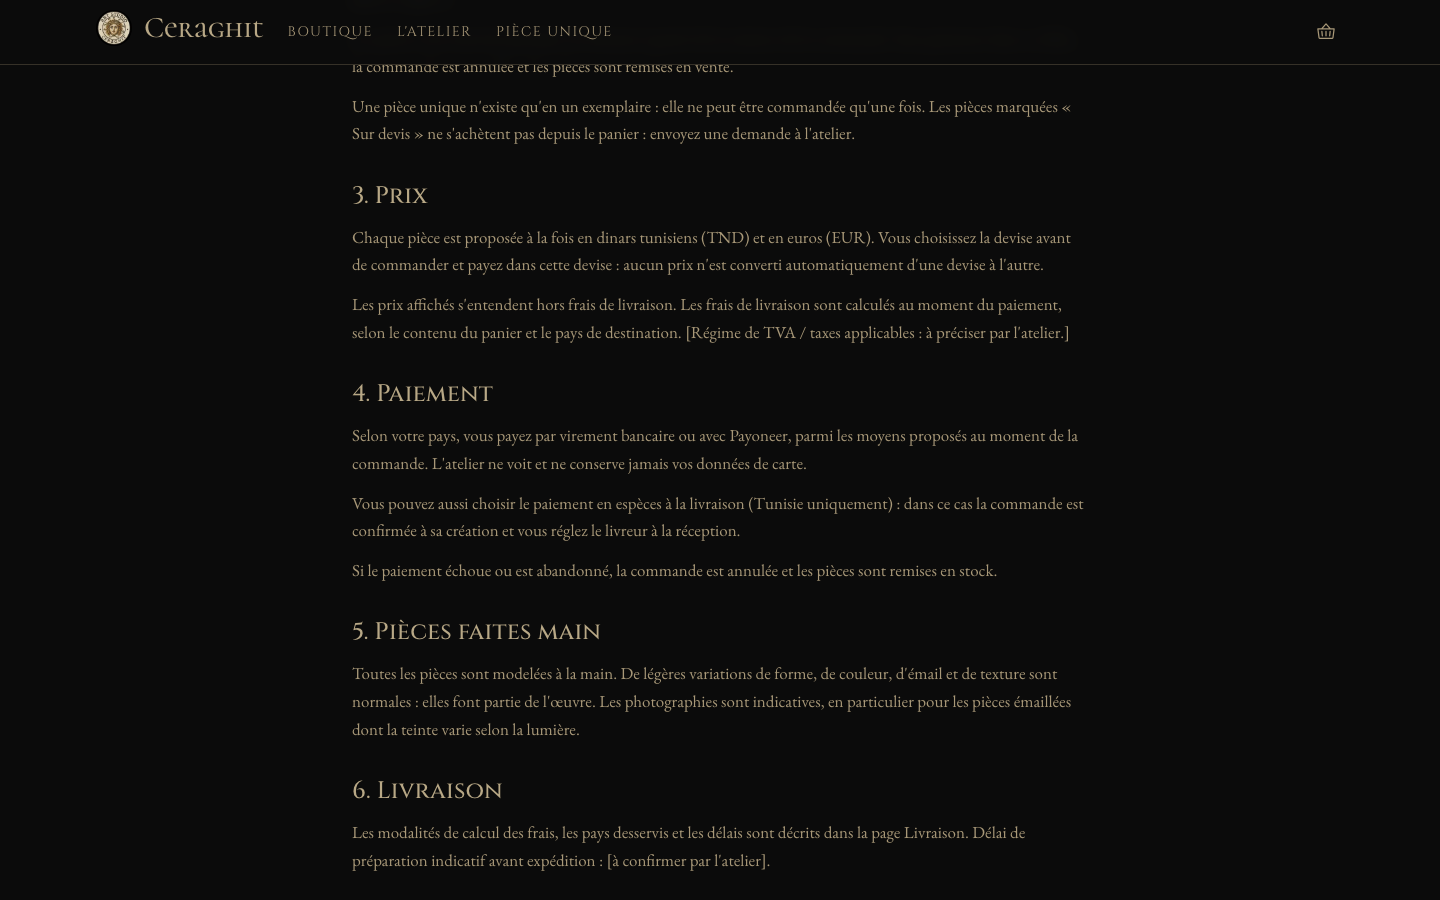 Ceraghit BOUTIQUE L'ATELIER PIÈCE UNIQUE
la commande est annulée et les pièces sont remises en vente.
Une pièce unique n'existe qu'en un exemplaire : elle ne peut être commandée qu'une fois. Les pièces marquées «
Sur devis » ne s'achètent pas depuis le panier : envoyez une demande à l'atelier.
3. Prix
Chaque pièce est proposée à la fois en dinars tunisiens (TND) et en euros (EUR). Vous choisissez la devise avant
de commander et payez dans cette devise : aucun prix n'est converti automatiquement d'une devise à l'autre.
Les prix affichés s'entendent hors frais de livraison. Les frais de livraison sont calculés au moment du paiement,
selon le contenu du panier et le pays de destination. [Régime de TVA / taxes applicables : à préciser par l'atelier.]
4. Paiement
Selon votre pays, vous payez par virement bancaire ou avec Payoneer, parmi les moyens proposés au moment de la
commande. L'atelier ne voit et ne conserve jamais vos données de carte.
Vous pouvez aussi choisir le paiement en espèces à la livraison (Tunisie uniquement) : dans ce cas la commande est
confirmée à sa création et vous réglez le livreur à la réception.
Si le paiement échoue ou est abandonné, la commande est annulée et les pièces sont remises en stock.
5. Pièces faites main
Toutes les pièces sont modelées à la main. De légères variations de forme, de couleur, d'émail et de texture sont
normales : elles font partie de l'œuvre. Les photographies sont indicatives, en particulier pour les pièces émaillées
dont la teinte varie selon la lumière.
6. Livraison
Les modalités de calcul des frais, les pays desservis et les délais sont décrits dans la page Livraison. Délai de
préparation indicatif avant expédition : [à confirmer par l'atelier].